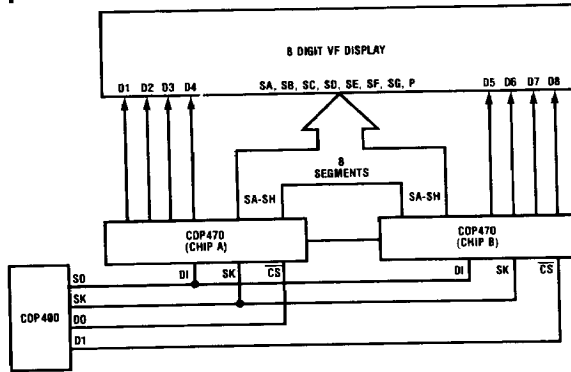 8 DIGIT VF DISPLAY
D1 D2 D3 D4
SA, SB, SC, SD, SE, SF, SG, P
D5 D6 D7 D8
8
SEGMENTS
SA-SH
SA-SH
COP470
(CHIP A)
COP470
(CHIP B)
DI
SK
CS
DI
SK
CS
COP400
SO
SK
D0
D1